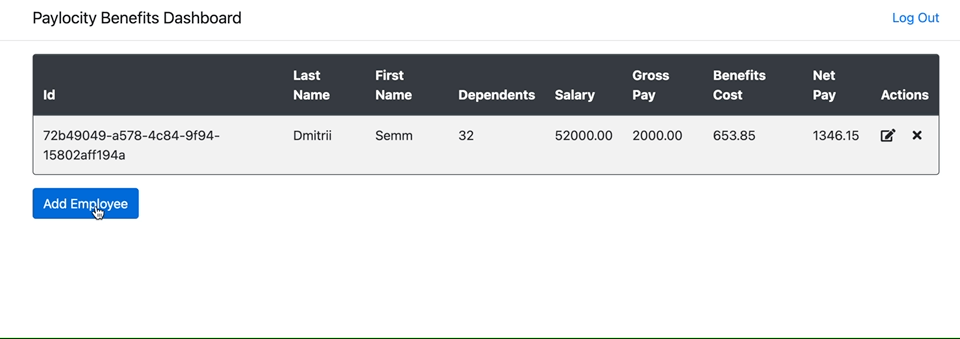 Paylocity Benefits Dashboard
Log Out
Id
Last Name
First Name
Dependents
Salary
Gross Pay
Benefits Cost
Net Pay
Actions
72b49049-a578-4c84-9f94-
15802aff194a
Dmitrii
Semm
32
52000.00
2000.00
653.85
1346.15
Add Employee